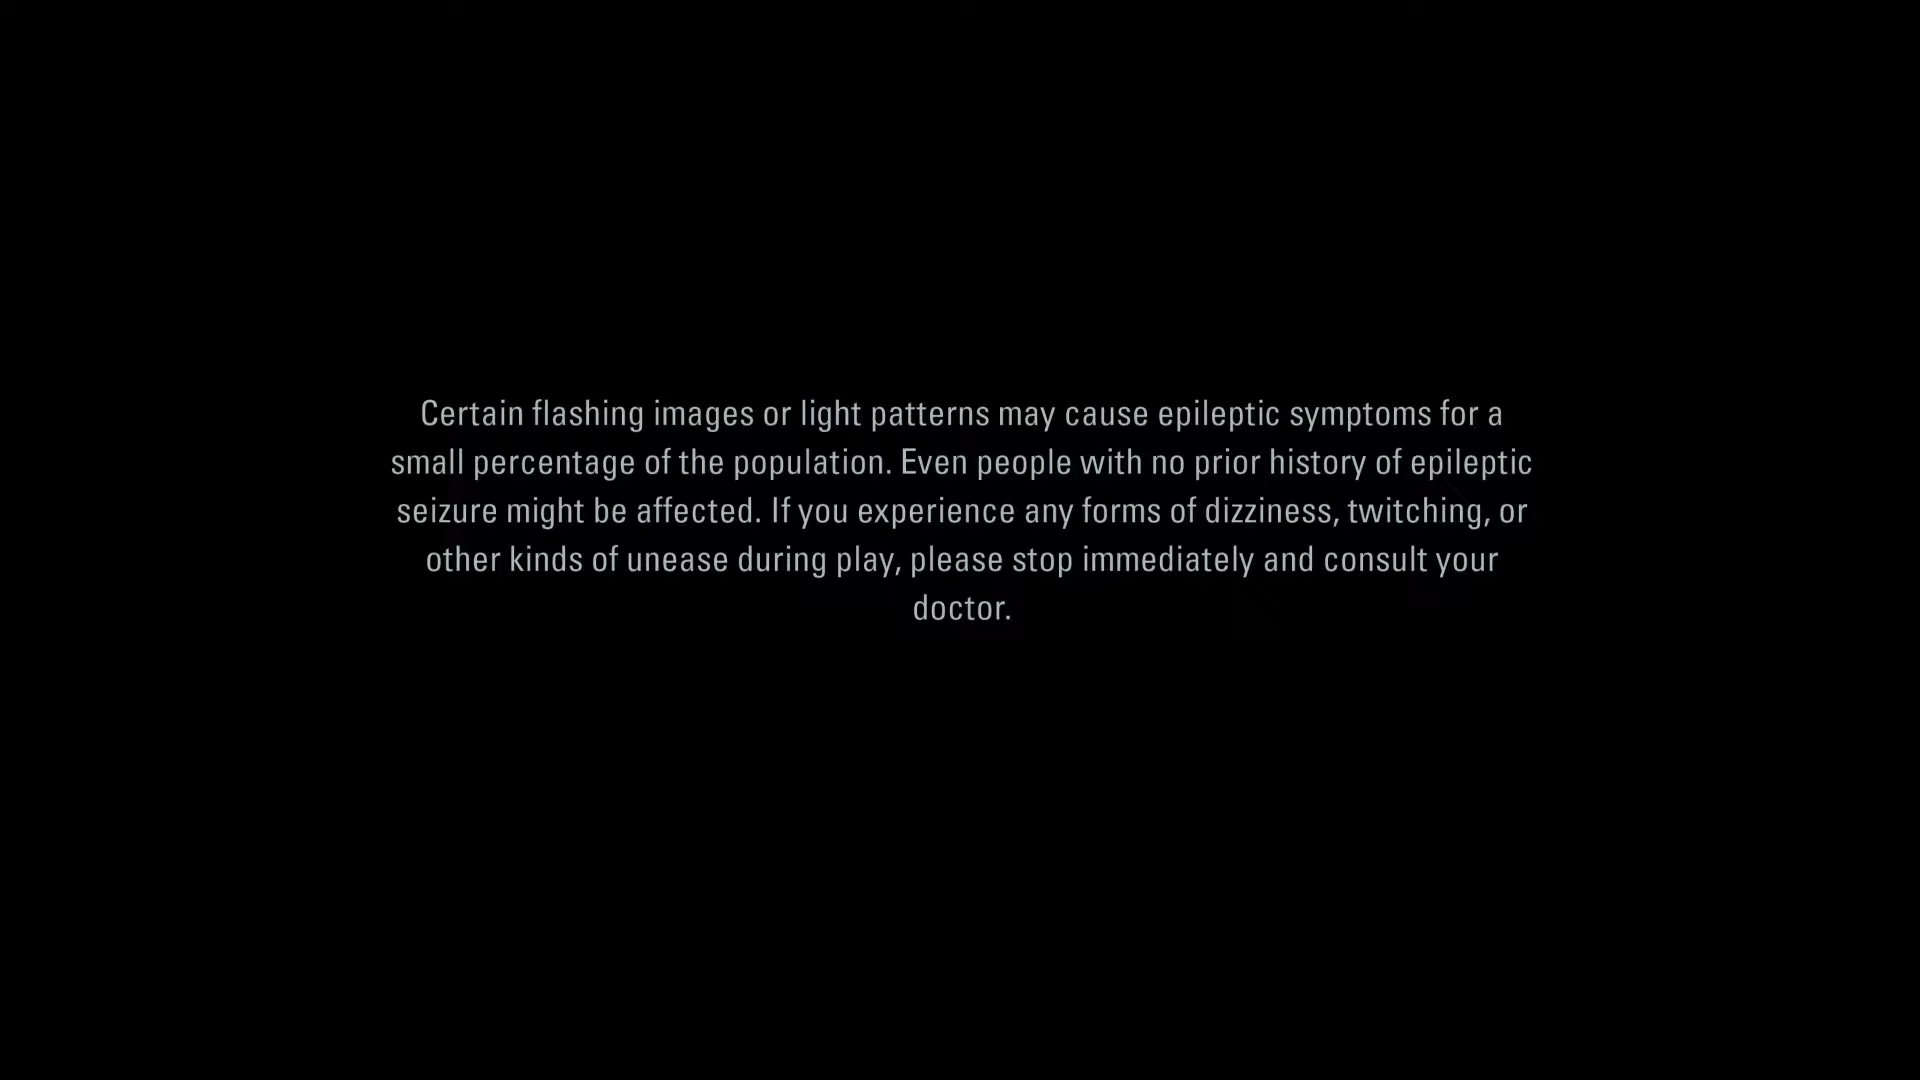 Certain flashing images or light patterns may cause epileptic symptoms for a
small percentage of the population. Even people with no prior history of epileptic
seizure might be affected. If you experience any forms of dizziness, twitching, or
other kinds of unease during play, please stop immediately and consult your
doctor.